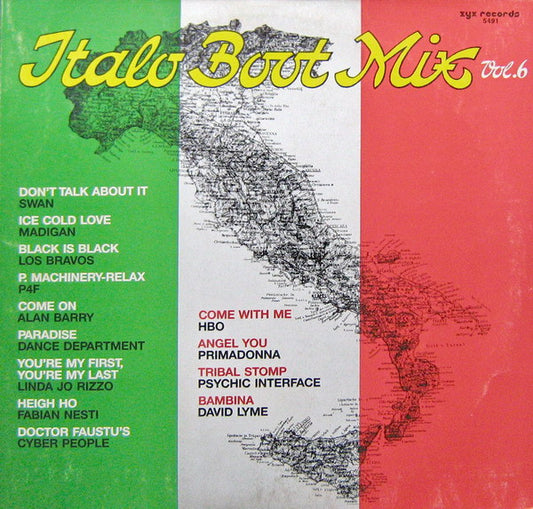 zyx records
5491
Italo Boot Mix Vol.6
DON'T TALK ABOUT IT
SWAN
ICE COLD LOVE
MADIGAN
BLACK IS BLACK
LOS BRAVOS
P. MACHINERY-RELAX
P4F
COME ON
ALAN BARRY
PARADISE
DANCE DEPARTMENT
YOU'RE MY FIRST,
YOU'RE MY LAST
LINDA JO RIZZO
HEIGH HO
FABIAN NESTI
DOCTOR FAUSTU'S
CYBER PEOPLE
COME WITH ME
HBO
ANGEL YOU
PRIMADONNA
TRIBAL STOMP
PSYCHIC INTERFACE
BAMBINA
DAVID LYME